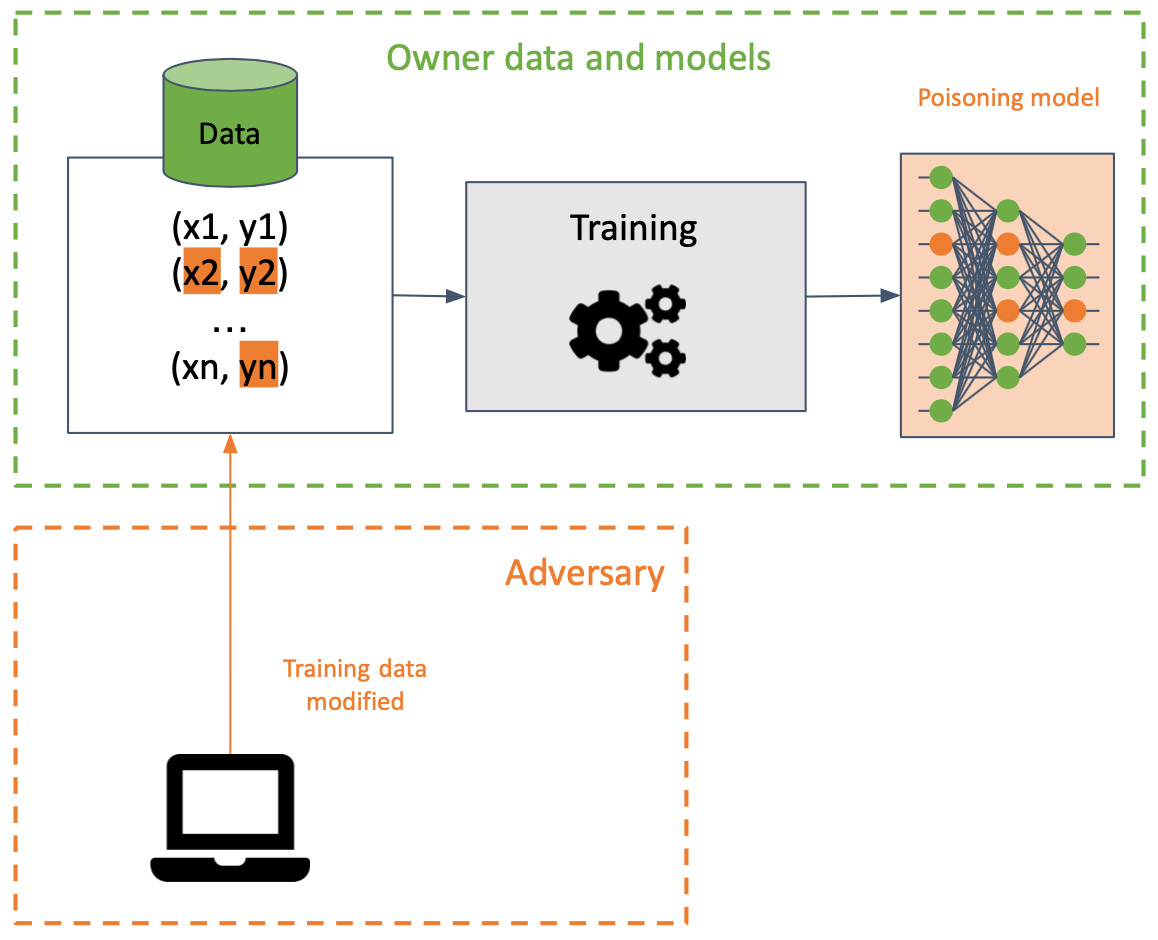 Owner data and models
Data
(x1, y1)
(x2, y2)
...
(xn, yn)
Training
Poisoning model
Adversary
Training data
modified